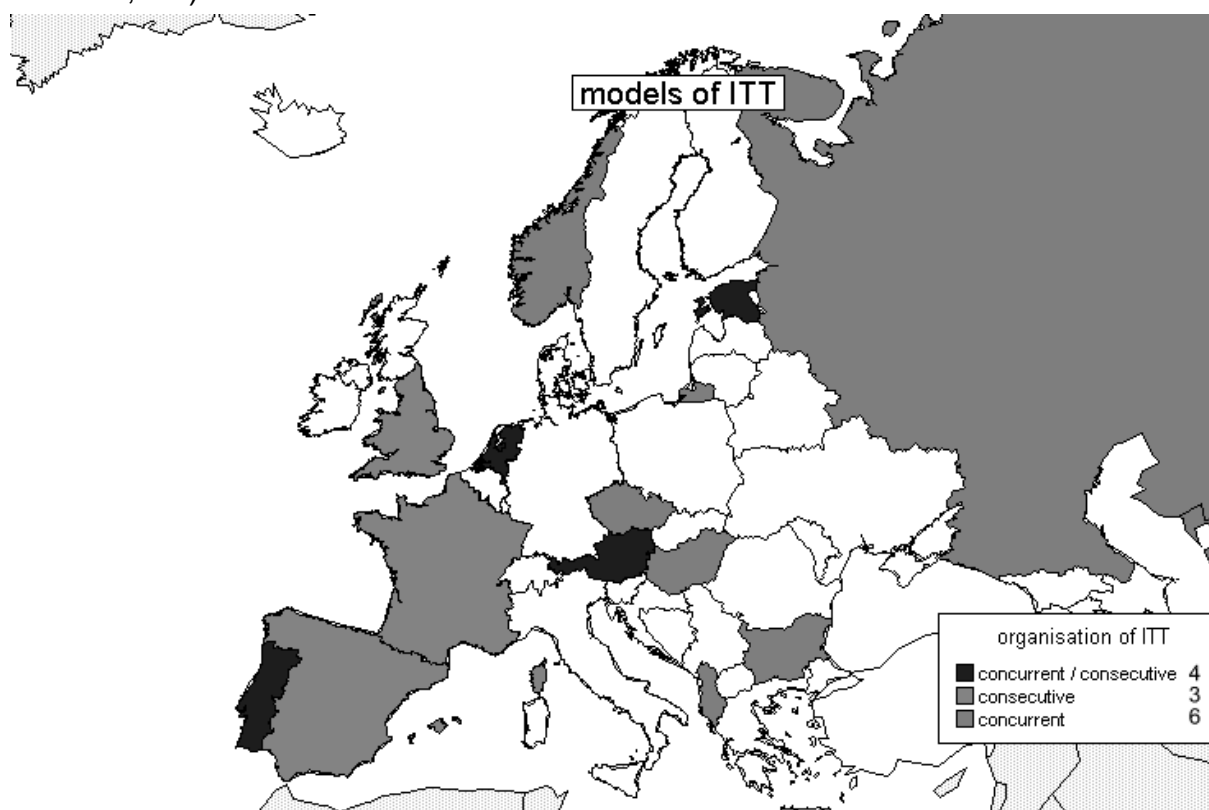 models of ITT
organisation of ITT
concurrent / consecutive 4
consecutive 3
concurrent 6